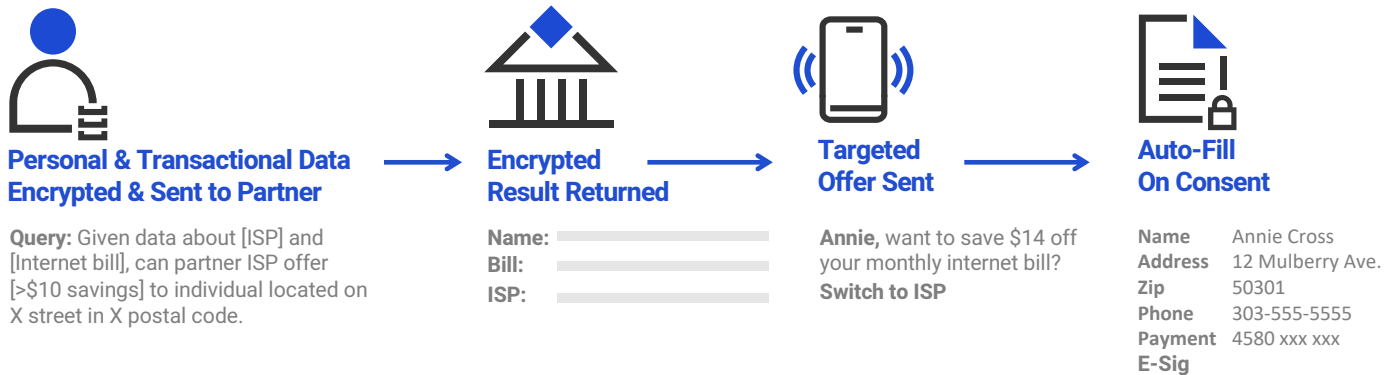 Personal & Transactional Data
Encrypted & Sent to Partner
Query: Given data about [ISP] and
[Internet bill], can partner ISP offer
[>$10 savings] to individual located on
X street in X postal code.
Encrypted
Result Returned
Name:
Bill:
ISP:
Targeted
Offer Sent
Annie, want to save $14 off
your monthly internet bill?
Switch to ISP
Auto-Fill
On Consent
Name Annie Cross
Address 12 Mulberry Ave.
Zip 50301
Phone 303-555-5555
Payment 4580 xxx xxx
E-Sig